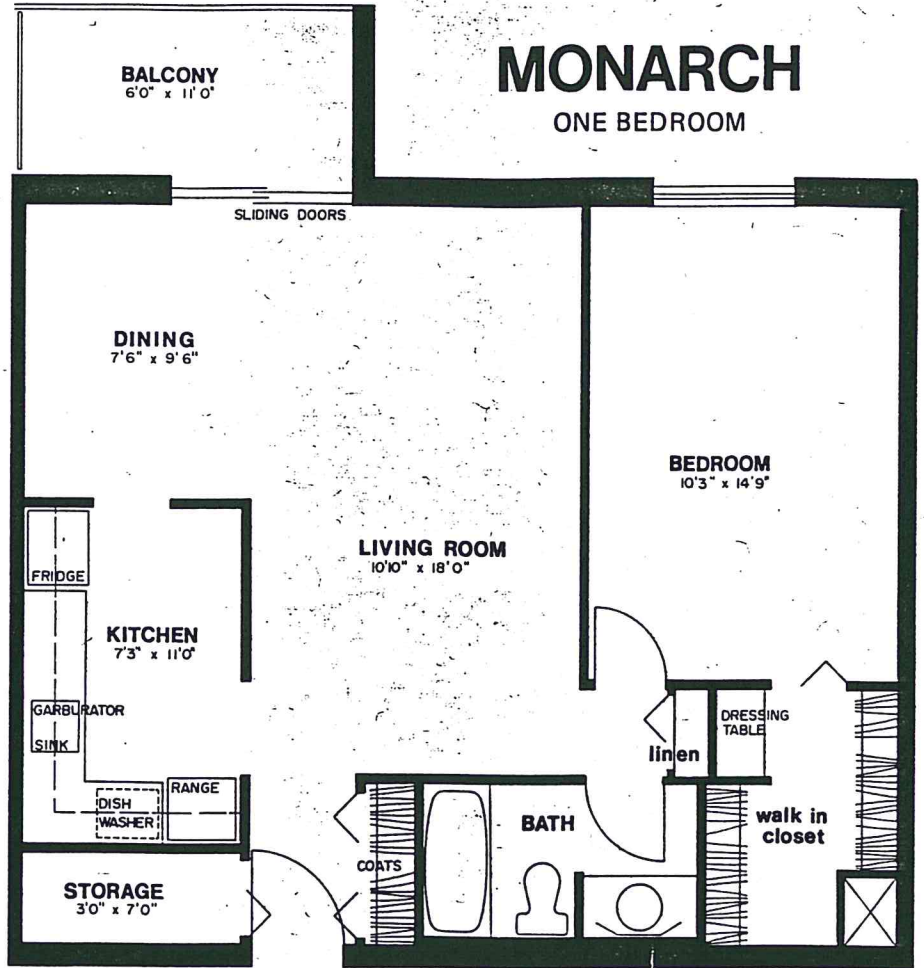 MONARCH
ONE BEDROOM
BALCONY
6'0" x 11'0"
SLIDING DOORS
DINING
7'6" x 9'6"
BEDROOM
10'3" x 14'9"
LIVING ROOM
10'10" x 18'0"
FRIDGE
KITCHEN
7'3" x 11'0"
GARBURATOR
SINK
DISH
WASHER
RANGE
linen
DRESSING
TABLE
BATH
walk in
closet
COATS
STORAGE
3'0" x 7'0"